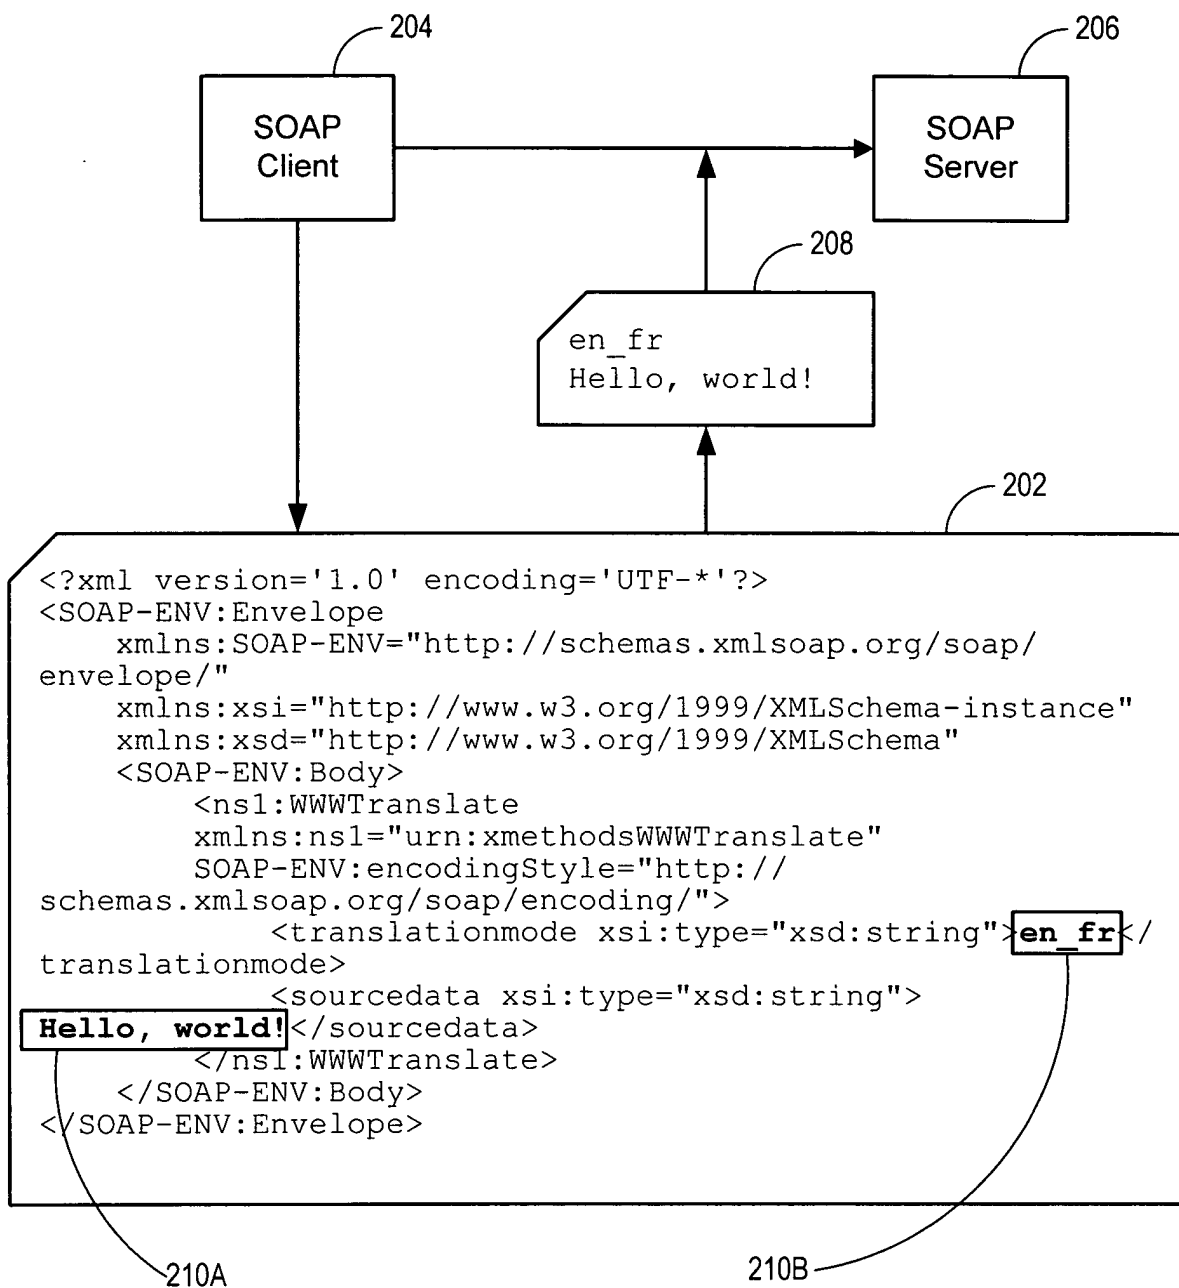 204
206
SOAP
Client
SOAP
Server
208
en_fr
Hello, world!
202
<?xml version='1.0' encoding='UTF-*'?>
<SOAP-ENV:Envelope
    xmlns:SOAP-ENV="http://schemas.xmlsoap.org/soap/
envelope/"
    xmlns:xsi="http://www.w3.org/1999/XMLSchema-instance"
    xmlns:xsd="http://www.w3.org/1999/XMLSchema"
    <SOAP-ENV:Body>
        <ns1:WWWTranslate
        xmlns:ns1="urn:xmethodsWWWTranslate"
        SOAP-ENV:encodingStyle="http://
schemas.xmlsoap.org/soap/encoding/">
            <translationmode xsi:type="xsd:string">en_fr</
translationmode>
            <sourcedata xsi:type="xsd:string">
Hello, world!</sourcedata>
        </ns1:WWWTranslate>
    </SOAP-ENV:Body>
</SOAP-ENV:Envelope>
210A
210B